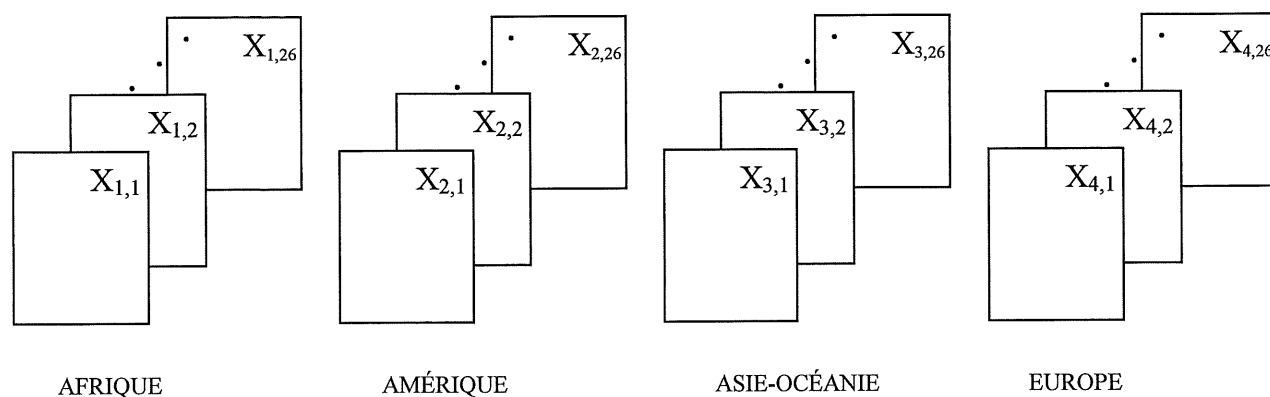 X1,26 X2,26 X3,26 X4,26
X1,2 X2,2 X3,2 X4,2
X1,1 X2,1 X3,1 X4,1
AFRIQUE AMÉRIQUE ASIE-OCÉANIE EUROPE